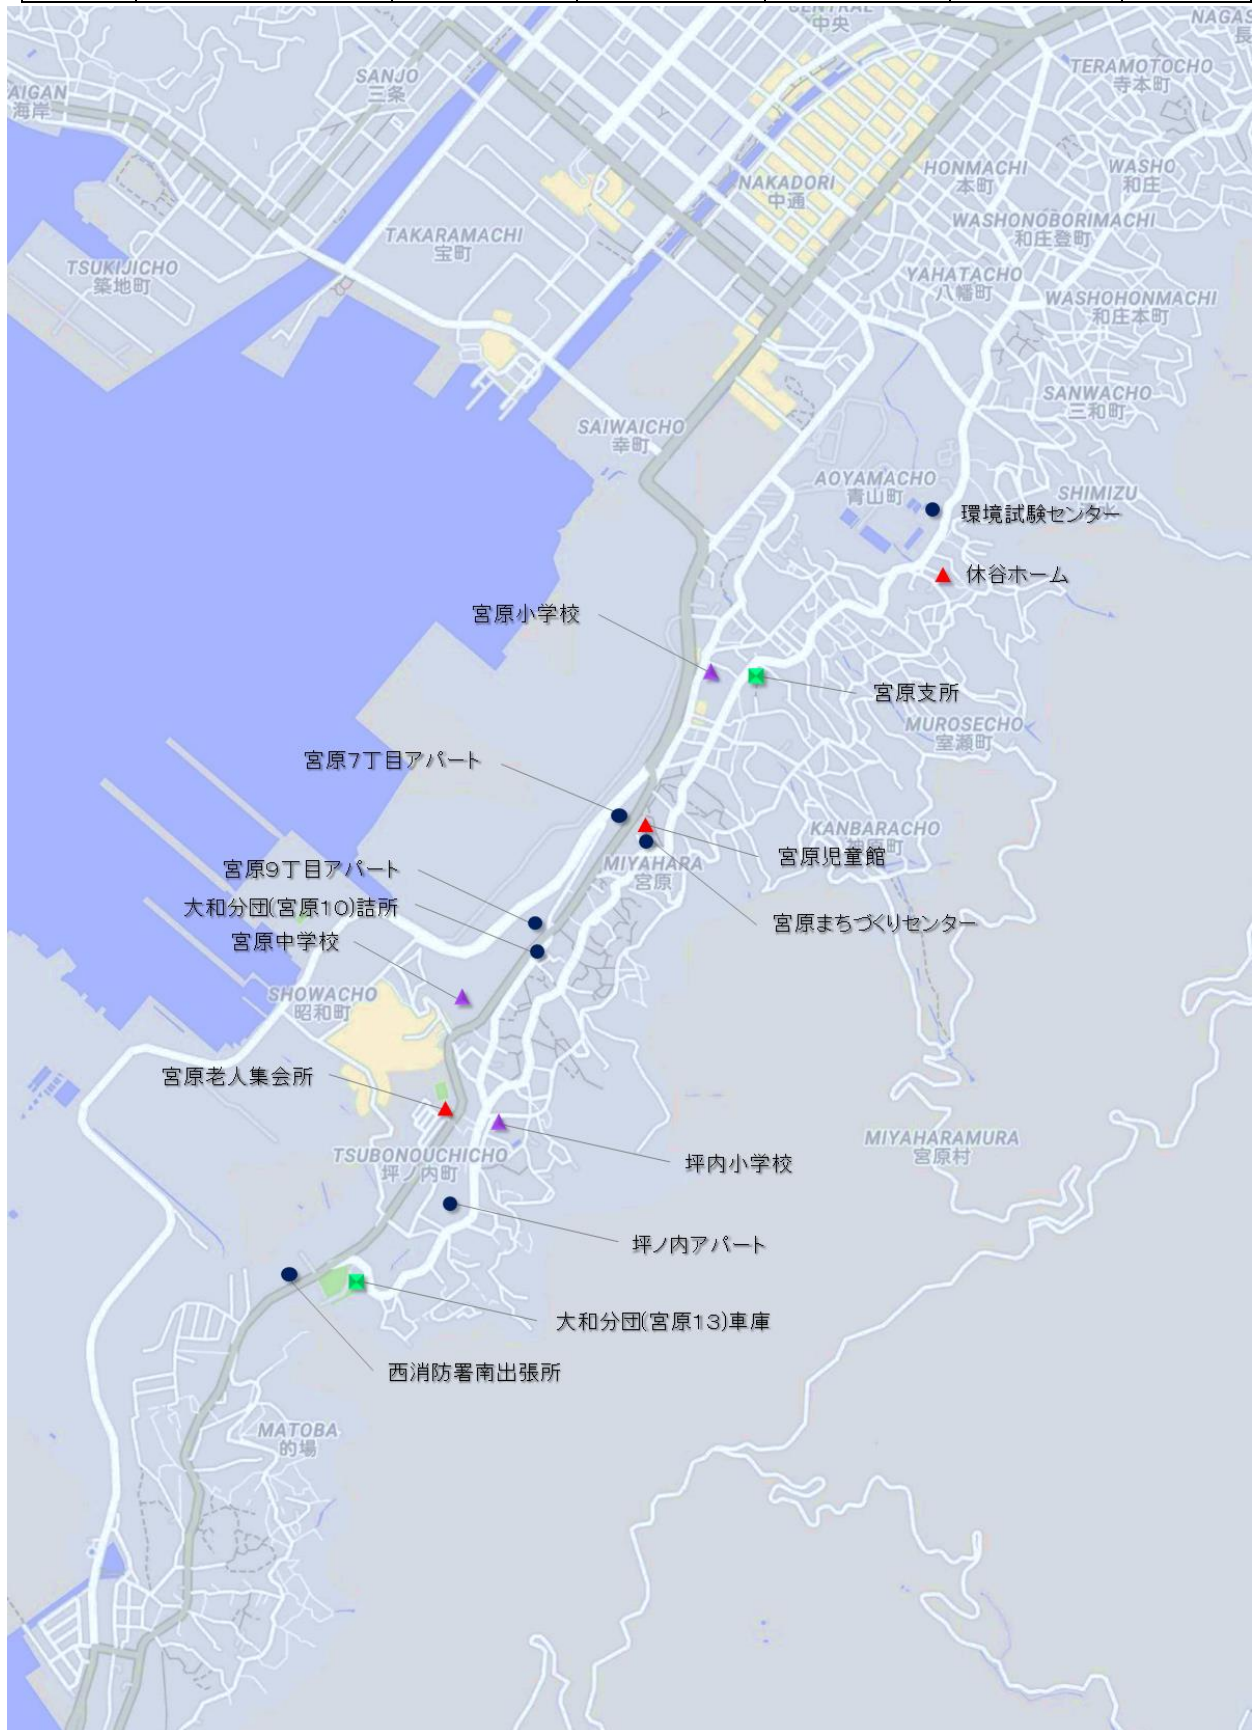 CENTRAL
中央
NAGAS
長
SANJO
三条
TERAMOTOCHO
寺本町
AIGAN
海岸
HONMACHI
本町
WASHO
和庄
NAKADORI
中通
WASHONOBORIMACHI
和庄登町
TAKARAMACHI
宝町
TSUKIJICHO
築地町
YAHATACHO
八幡町
WASHOHONMACHI
和庄本町
SANWACHO
三和町
SAIWAICHO
幸町
AOYAMACHO
青山町
SHIMIZU
環境試験センター
休谷ホーム
宮原小学校
宮原支所
MUROSECHO
室瀬町
宮原7丁目アパート
KANBARACHO
神原町
宮原児童館
MIYAHARA
宮原
宮原9丁目アパート
大和分団(宮原10)詰所
宮原まちづくりセンター
宮原中学校
SHOWACHO
昭和町
宮原老人集会所
MIYAHARAMURA
宮原村
TSUBONOUCHICHO
坪ノ内町
坪内小学校
坪ノ内アパート
大和分団(宮原13)車庫
西消防署南出張所
MATOBA
的場